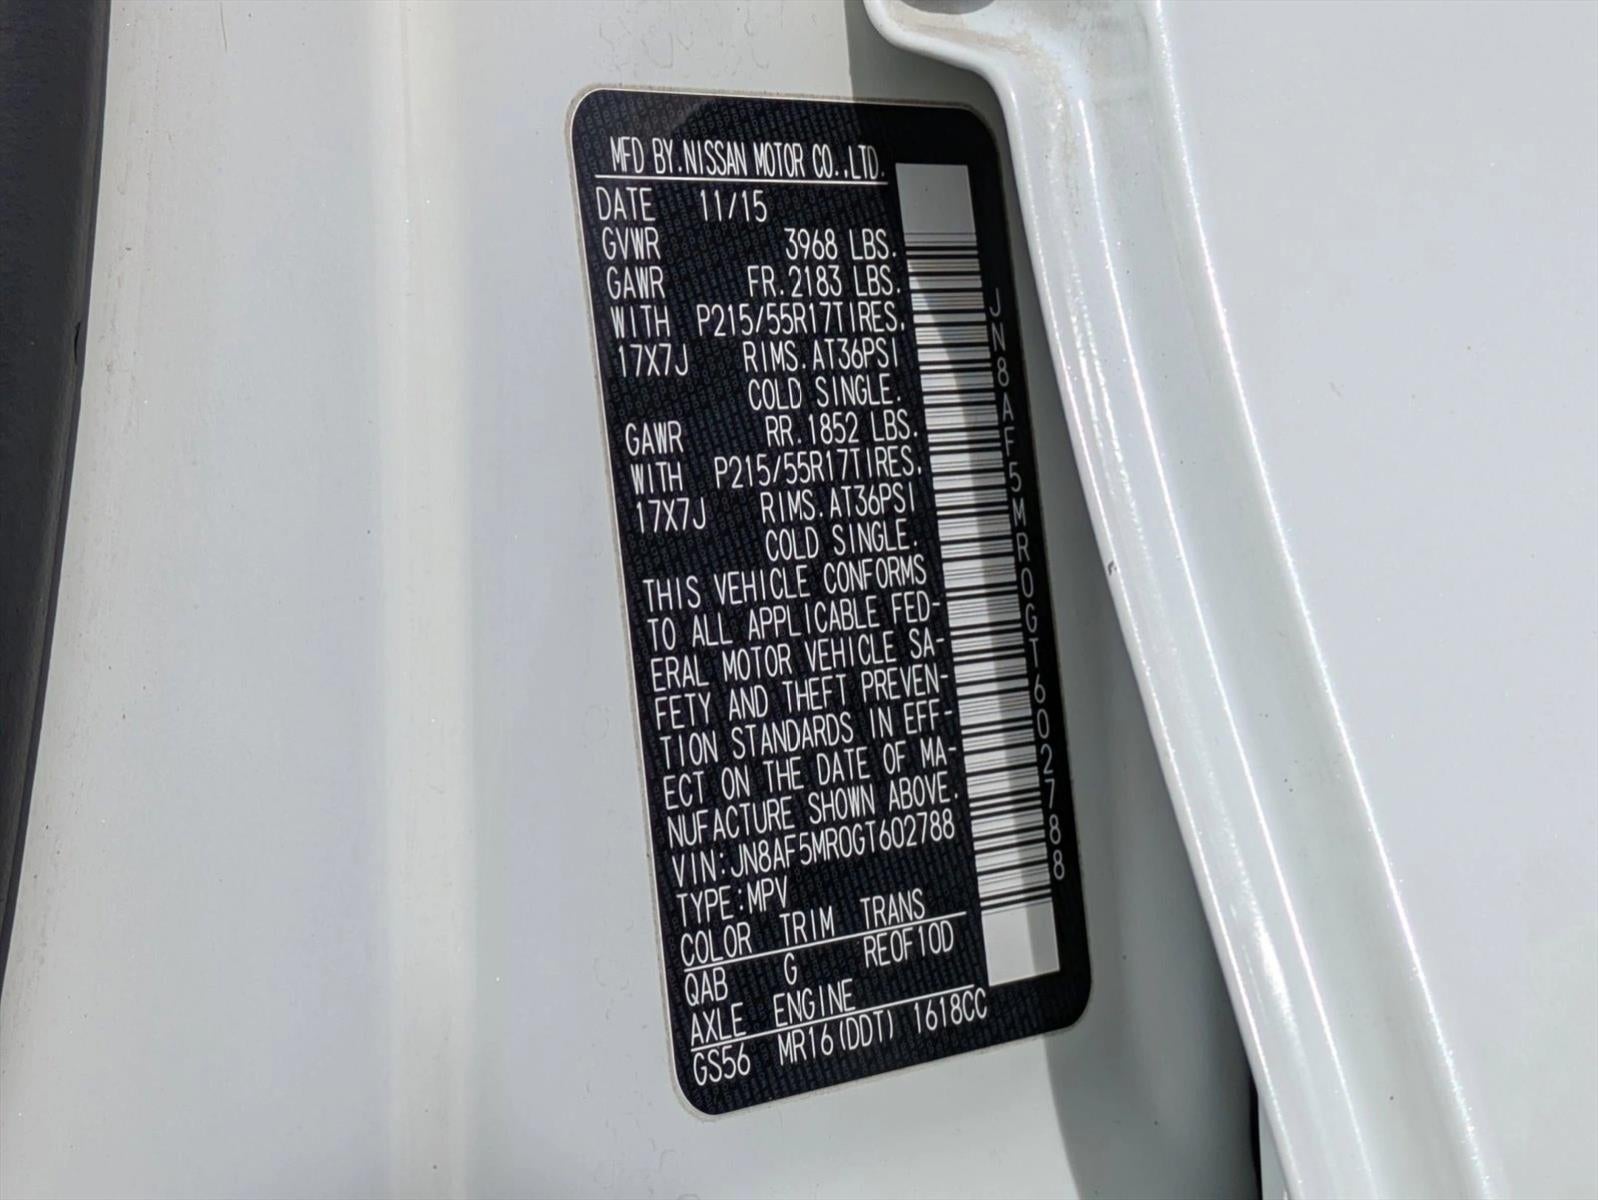 MFD BY.NISSAN MOTOR CO.,LTD.
DATE 11/15
GVWR 3968 LBS.
GAWR FR.2183 LBS.
WITH P215/55R17TIRES.
17X7J RIMS.AT36PSI
COLD SINGLE.
GAWR RR.1852 LBS.
WITH P215/55R17TIRES.
17X7J RIMS.AT36PSI
COLD SINGLE.
THIS VEHICLE CONFORMS
TO ALL APPLICABLE FED-
ERAL MOTOR VEHICLE SA-
FETY AND THEFT PREVEN-
TION STANDARDS IN EFF-
ECT ON THE DATE OF MA-
NUFACTURE SHOWN ABOVE.
VIN:JN8AF5MR0GT602788
TYPE:MPV
COLOR TRIM TRANS
QAB G RE0F10D
AXLE ENGINE
GS56 MR16(DDT) 1618CC
JN8AF5MR0GT602788